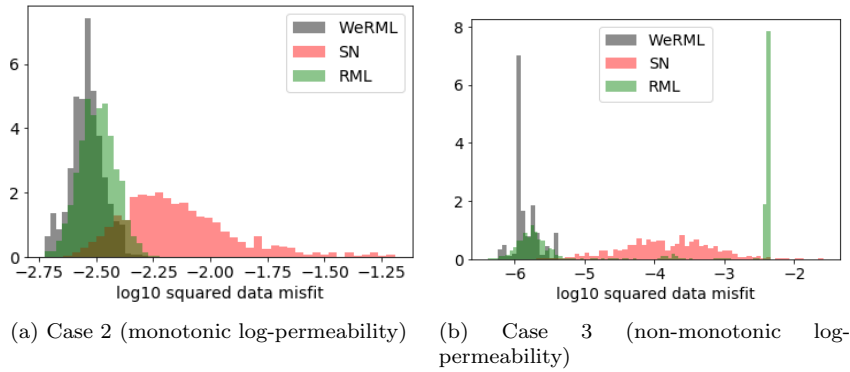 WeRML
SN
RML
6
4
2
0
−2.75
−2.50
−2.25
−2.00
−1.75
−1.50
−1.25
log10 squared data misfit
(a) Case 2 (monotonic log-permeability)
WeRML
SN
RML
8
6
4
2
0
−6
−5
−4
−3
−2
log10 squared data misfit
(b) Case 3 (non-monotonic log-
permeability)